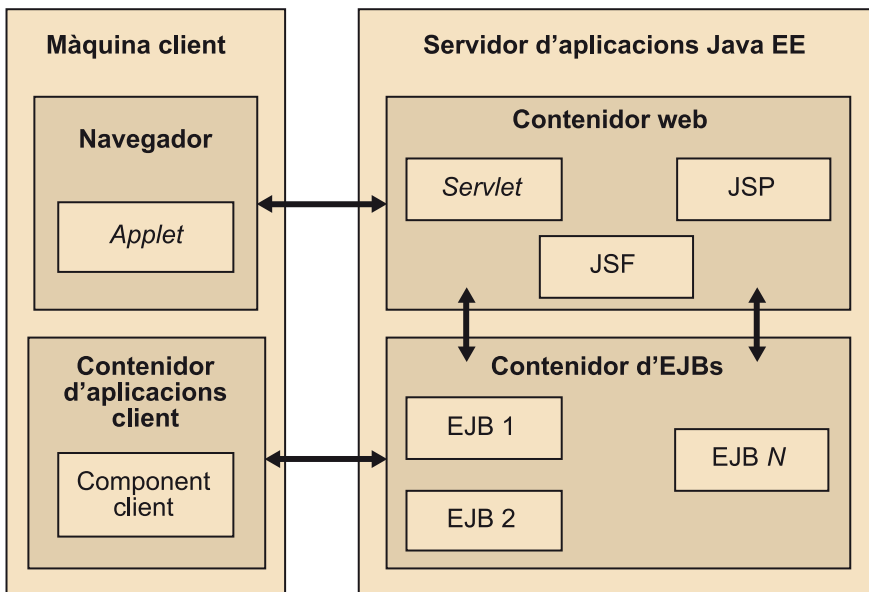 Màquina client
Navegador
Applet
Contenidor
d’aplicacions
client
Component
client
Servidor d’aplicacions Java EE
Contenidor web
Servlet
JSP
JSF
Contenidor d’EJBs
EJB 1
EJB N
EJB 2